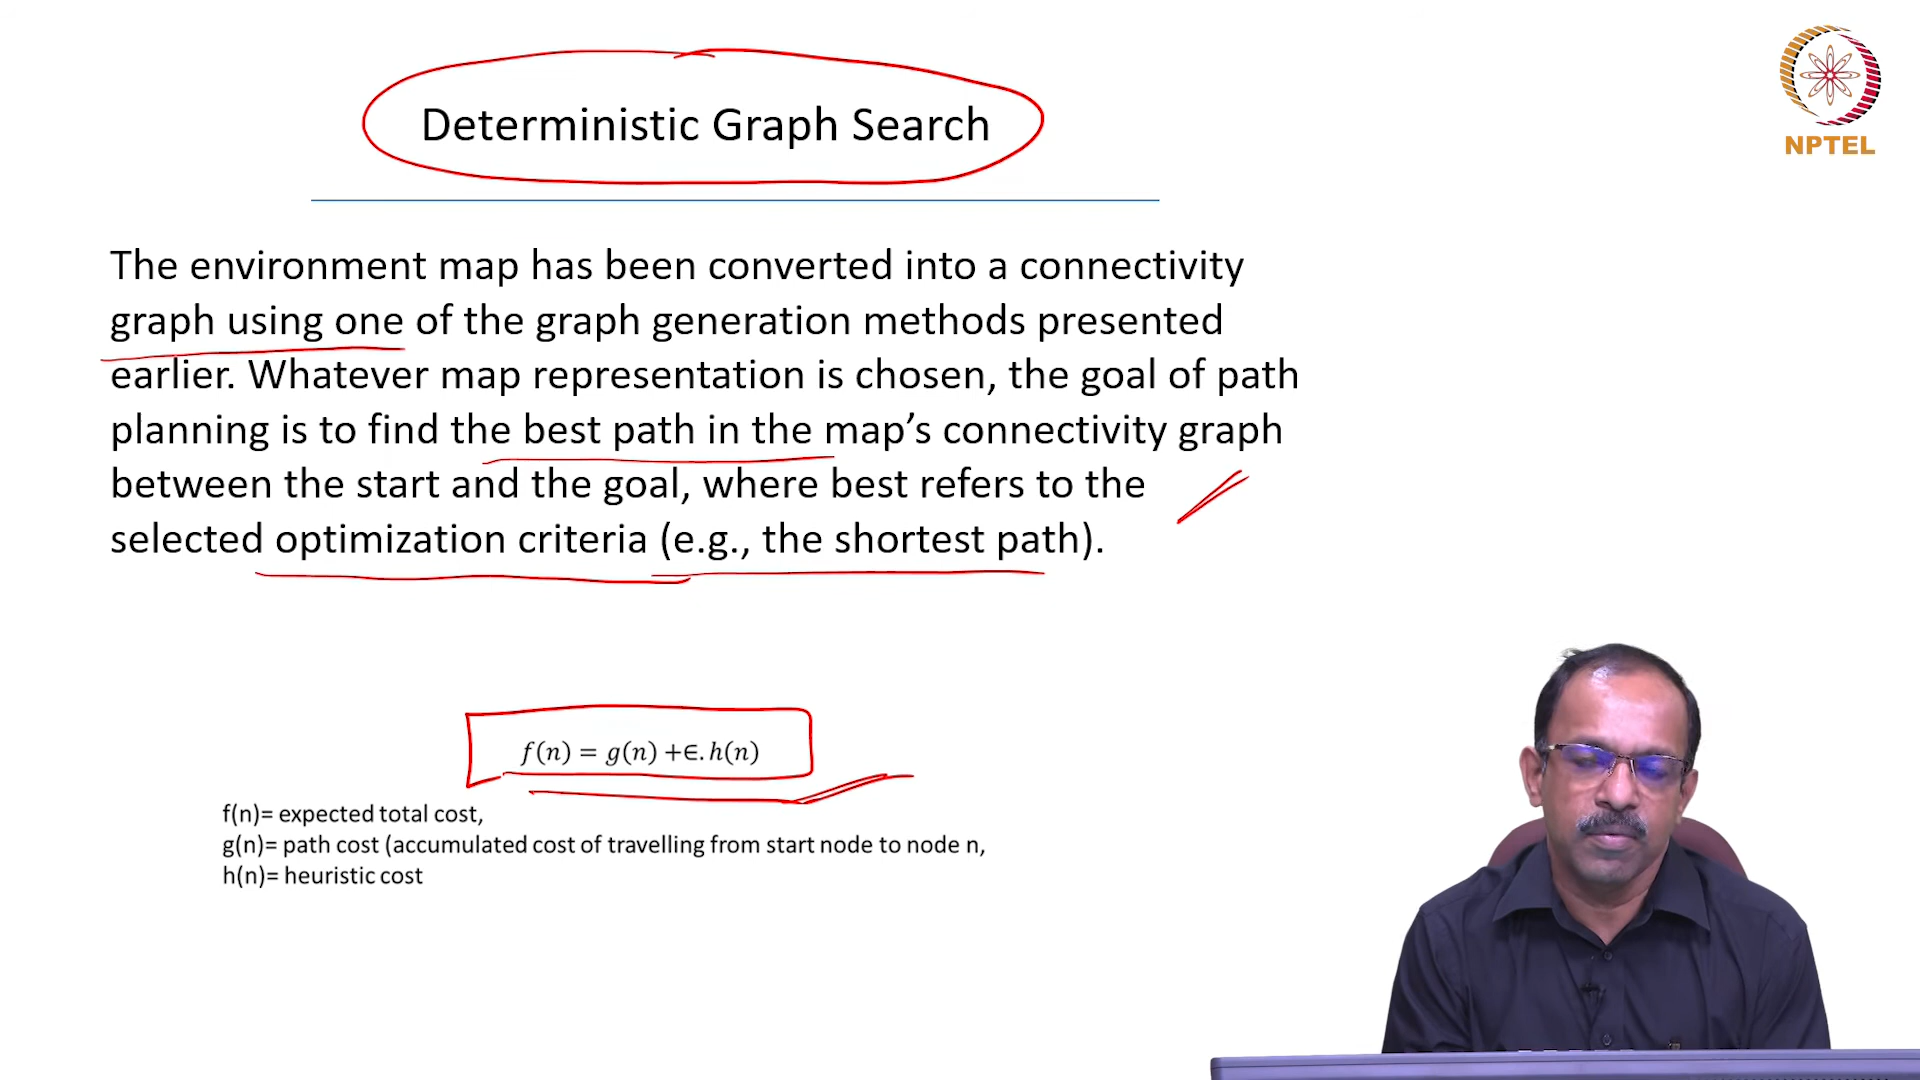 Deterministic Graph Search
NPTEL
The environment map has been converted into a connectivity
graph using one of the graph generation methods presented
earlier. Whatever map representation is chosen, the goal of path
planning is to find the best path in the map’s connectivity graph
between the start and the goal, where best refers to the
selected optimization criteria (e.g., the shortest path).
f(n) = g(n) +∈. h(n)
f(n)= expected total cost,
g(n)= path cost (accumulated cost of travelling from start node to node n,
h(n)= heuristic cost